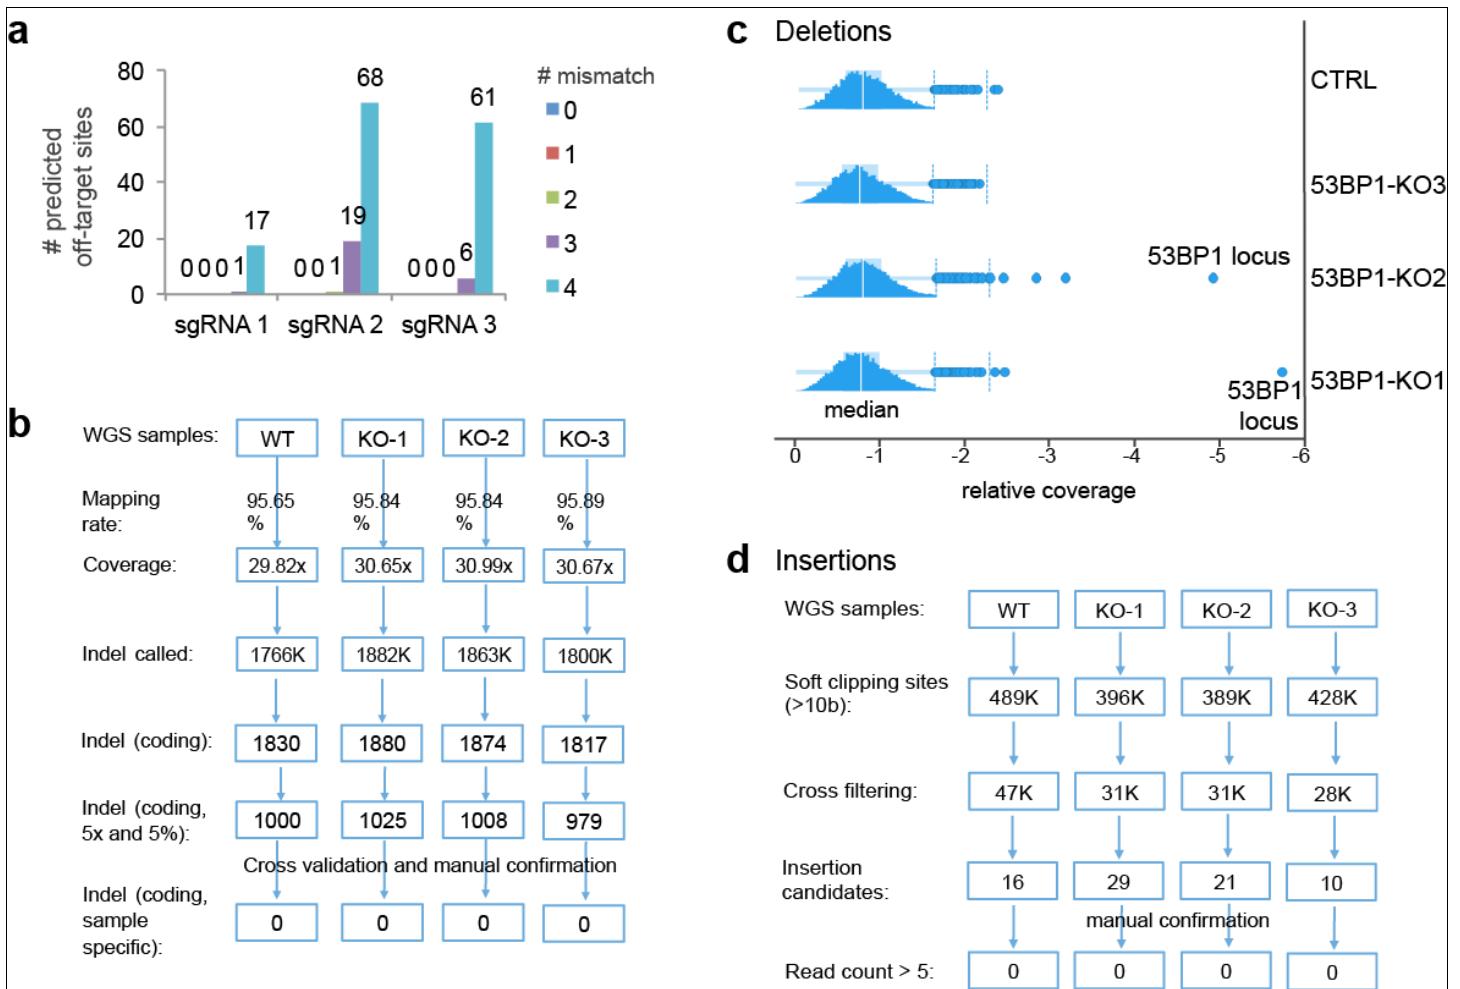 a
80
60
40
20
0
# predicted
off-target sites
0 0 0 1 17
0 0 1 19 68
0 0 0 6 61
sgRNA 1 sgRNA 2 sgRNA 3
# mismatch
0
1
2
3
4
b
WGS samples: WT KO-1 KO-2 KO-3
Mapping 95.65 95.84 95.84 95.89
rate: % % % %
Coverage: 29.82x 30.65x 30.99x 30.67x
Indel called: 1766K 1882K 1863K 1800K
Indel (coding): 1830 1880 1874 1817
Indel (coding,
5x and 5%): 1000 1025 1008 979
Cross validation and manual confirmation
Indel (coding,
sample
specific): 0 0 0 0
c Deletions
CTRL
53BP1-KO3
53BP1 locus
53BP1-KO2
53BP1-KO1
53BP1
locus
median
0 -1 -2 -3 -4 -5 -6
relative coverage
d Insertions
WGS samples: WT KO-1 KO-2 KO-3
Soft clipping sites
(>10b): 489K 396K 389K 428K
Cross filtering: 47K 31K 31K 28K
Insertion
candidates: 16 29 21 10
manual confirmation
Read count > 5: 0 0 0 0